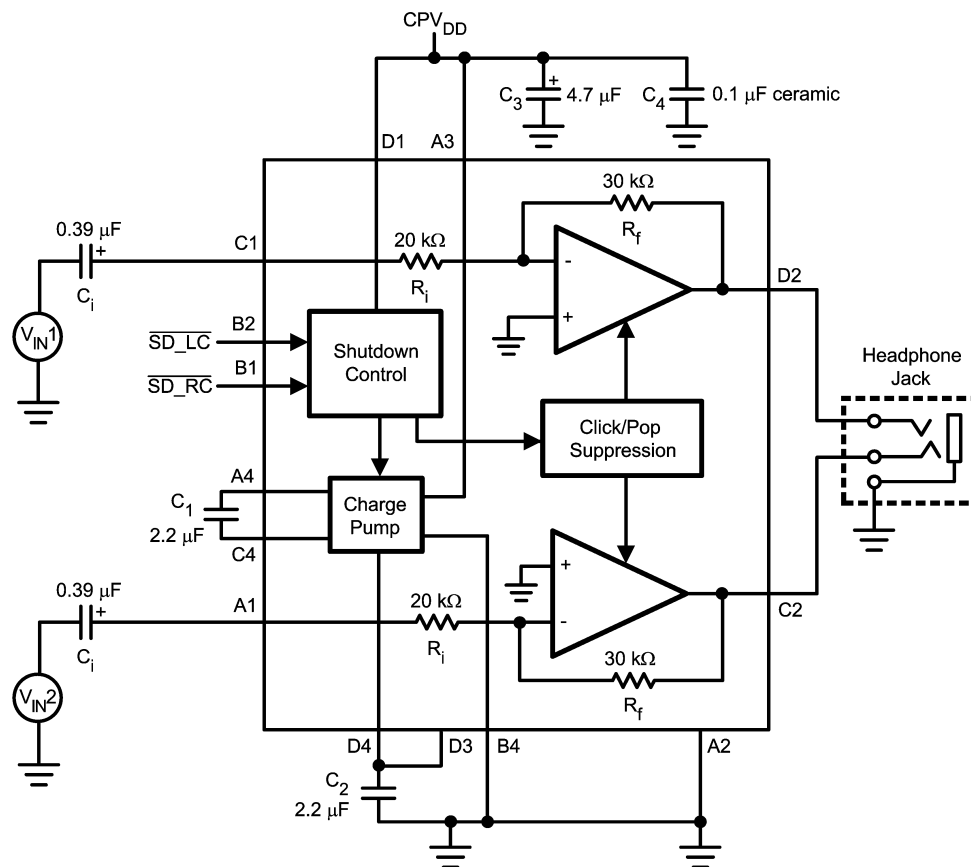 CPVDD
C3
+
4.7 µF
C4
0.1 µF ceramic
D1
A3
30 kΩ
Rf
0.39 µF
+
Ci
C1
20 kΩ
Ri
-
+
D2
VIN1
SD_LC
B2
SD_RC
B1
Shutdown
Control
Headphone
Jack
Click/Pop
Suppression
A4
C1
2.2 µF
C4
Charge
Pump
0.39 µF
+
Ci
A1
20 kΩ
Ri
+
-
C2
30 kΩ
Rf
VIN2
D4
D3
B4
A2
C2
2.2 µF